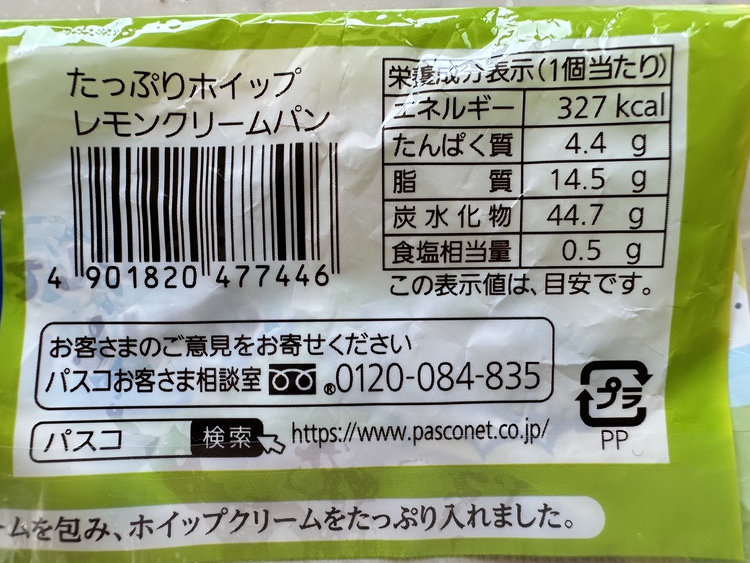 たっぷりホイップ
レモンクリームパン
4 901820 477446
栄養成分表示(1個当たり)
エネルギー 327 kcal
たんぱく質 4.4 g
脂質 14.5 g
炭水化物 44.7 g
食塩相当量 0.5 g
この表示値は、目安です。
お客さまのご意見をお寄せください
パスコお客さま相談室 ®0120-084-835
パスコ 検索 https://www.pasconet.co.jp/
プラ
PP
ームを包み、ホイップクリームをたっぷり入れました。